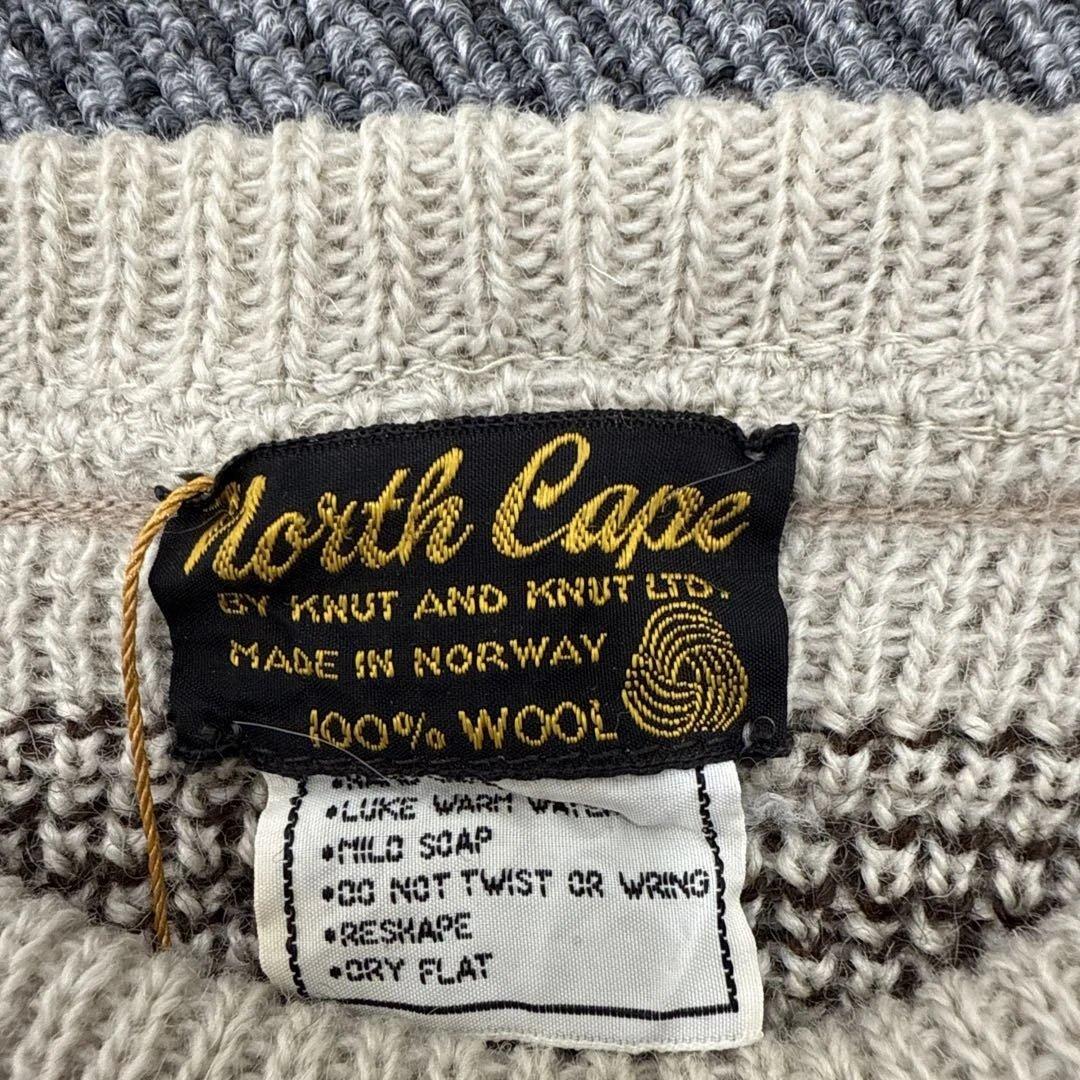 North Cape
BY KNUT AND KNUT LTD.
MADE IN NORWAY
100% WOOL
•LUKE WARM WATER
•MILD SOAP
•DO NOT TWIST OR WRING
•RESHAPE
•DRY FLAT